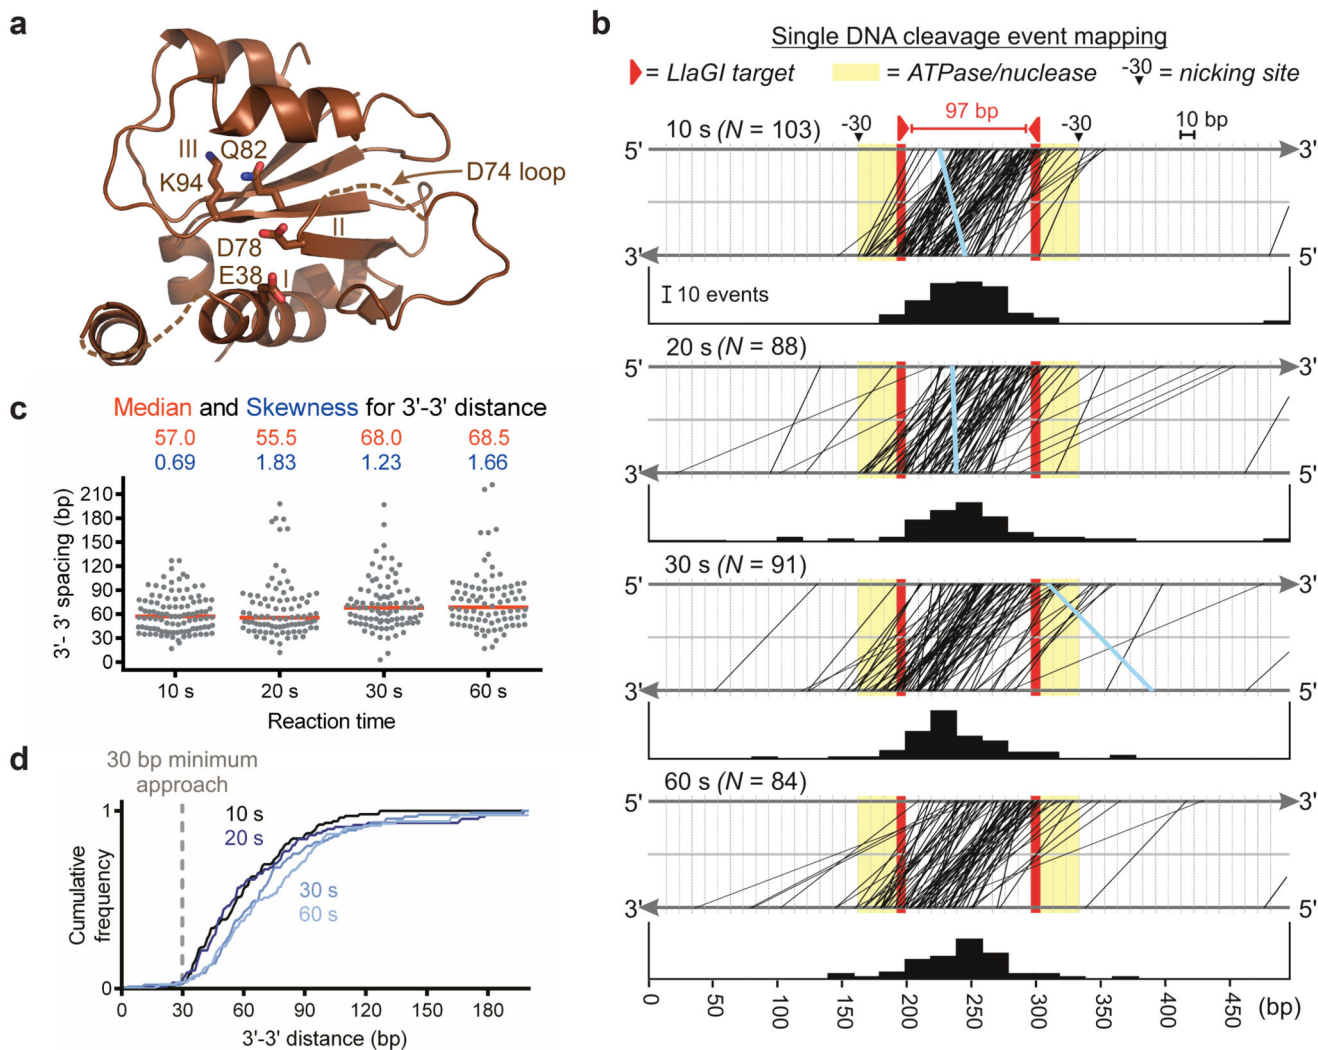 a
III
Q82
K94
D74 loop
II
D78
E38
I
b
Single DNA cleavage event mapping
= LlaGI target
= ATPase/nuclease
-30
= nicking site
10 s (N = 103)
-30
97 bp
-30
10 bp
5'
3'
3'
5'
10 events
20 s (N = 88)
5'
3'
3'
5'
30 s (N = 91)
5'
3'
3'
5'
60 s (N = 84)
5'
3'
3'
5'
0
50
100
150
200
250
300
350
400
450
(bp)
c
Median and Skewness for 3'-3' distance
57.0 55.5 68.0 68.5
0.69 1.83 1.23 1.66
3'- 3' spacing (bp)
210
180
150
120
90
60
30
0
10 s 20 s 30 s 60 s
Reaction time
d
30 bp minimum
approach
1
10 s
20 s
30 s
60 s
Cumulative
frequency
0
0 30 60 90 120 150 180
3'-3' distance (bp)